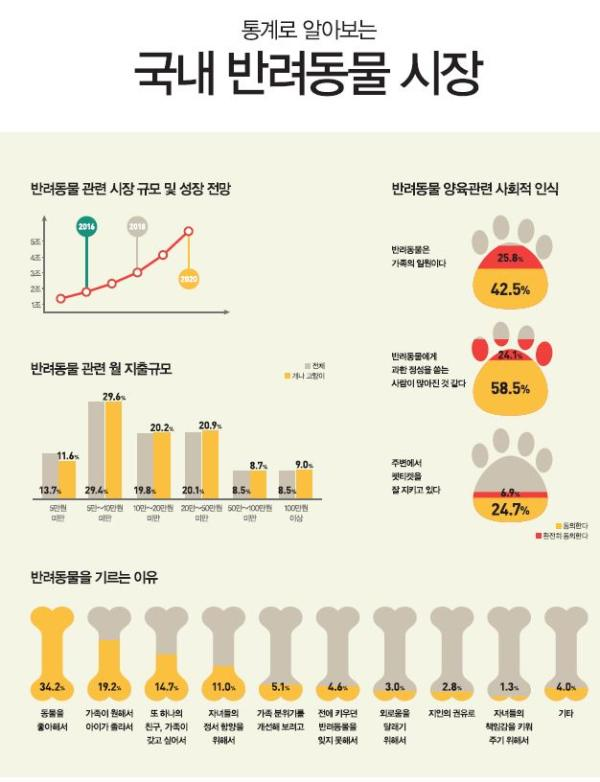 통계로 알아보는
국내 반려동물 시장
반려동물 관련 시장 규모 및 성장 전망
5조
4조
3조
2조
1조
2016
2018
2020
반려동물 양육관련 사회적 인식
반려동물은
가족의 일원이다
25.8%
42.5%
반려동물에게
과한 정성을 쏟는
사람이 많아진 것 같다
24.1%
58.5%
주변에서
펫티켓을
잘 지키고 있다
6.9%
24.7%
동의한다
완전히 동의한다
반려동물 관련 월 지출규모
전체
개나 고양이
11.6%
29.6%
20.2%
20.9%
8.7%
9.0%
13.7%
29.4%
19.8%
20.1%
8.5%
8.5%
5만원
미만
5만~10만원
미만
10만~20만원
미만
20만~50만원
미만
50만~100만원
미만
100만원
이상
반려동물을 기르는 이유
34.2%
19.2%
14.7%
11.0%
5.1%
4.6%
3.0%
2.8%
1.3%
4.0%
동물을
좋아해서
가족이 원해서
아이가 졸라서
또 하나의
친구, 가족이
갖고 싶어서
자녀들의
정서 함양을
위해서
가족 분위기를
개선해 보려고
전에 키우던
반려동물을
잊지 못해서
외로움을
달래기
위해서
지인의 권유로
자녀들의
책임감을 키워
주기 위해서
기타